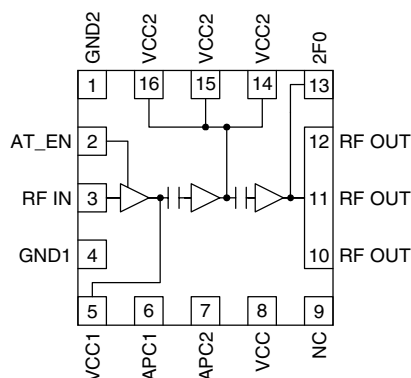 GND2
VCC2
VCC2
VCC2
2F0
1
16
15
14
13
AT_EN
2
12
RF OUT
RF IN
3
11
RF OUT
GND1
4
10
RF OUT
5
6
7
8
9
VCC1
APC1
APC2
VCC
NC